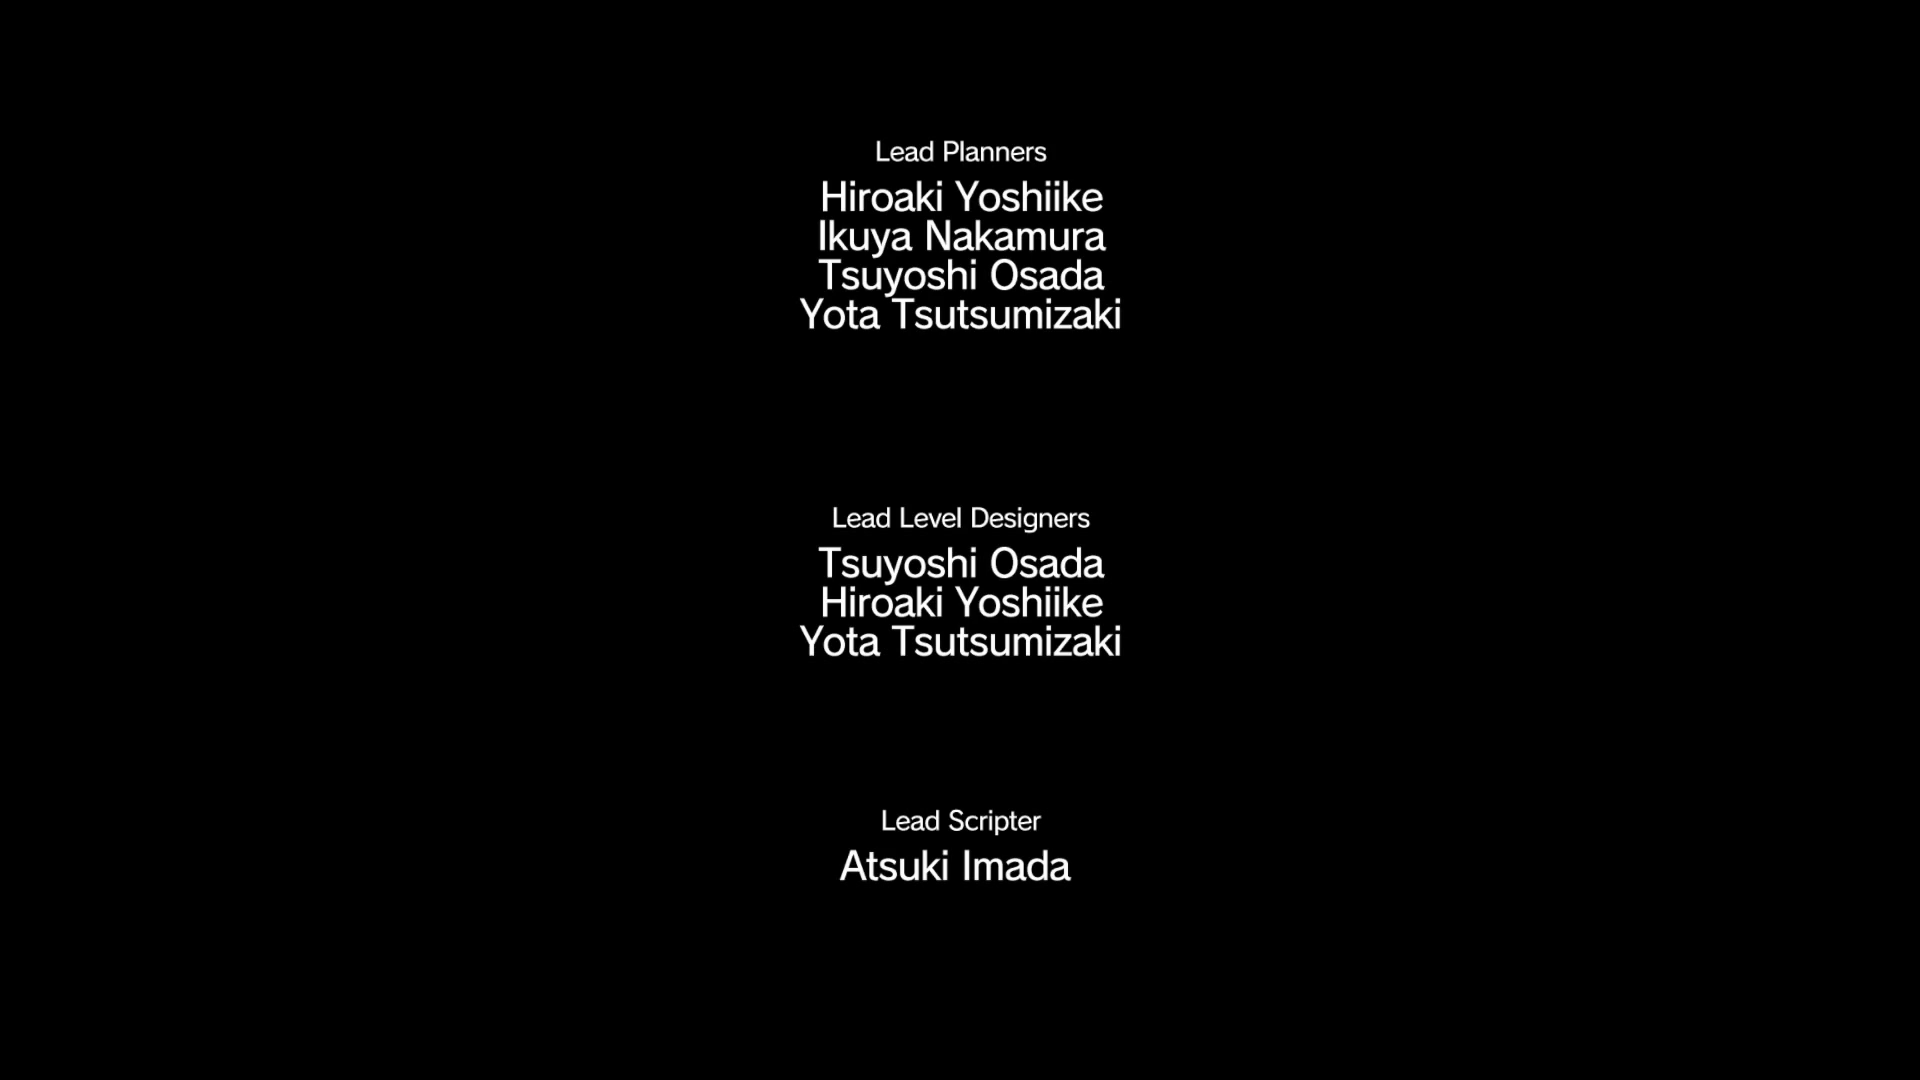 Lead Planners
Hiroaki Yoshiike
Ikuya Nakamura
Tsuyoshi Osada
Yota Tsutsumizaki
Lead Level Designers
Tsuyoshi Osada
Hiroaki Yoshiike
Yota Tsutsumizaki
Lead Scripter
Atsuki Imada